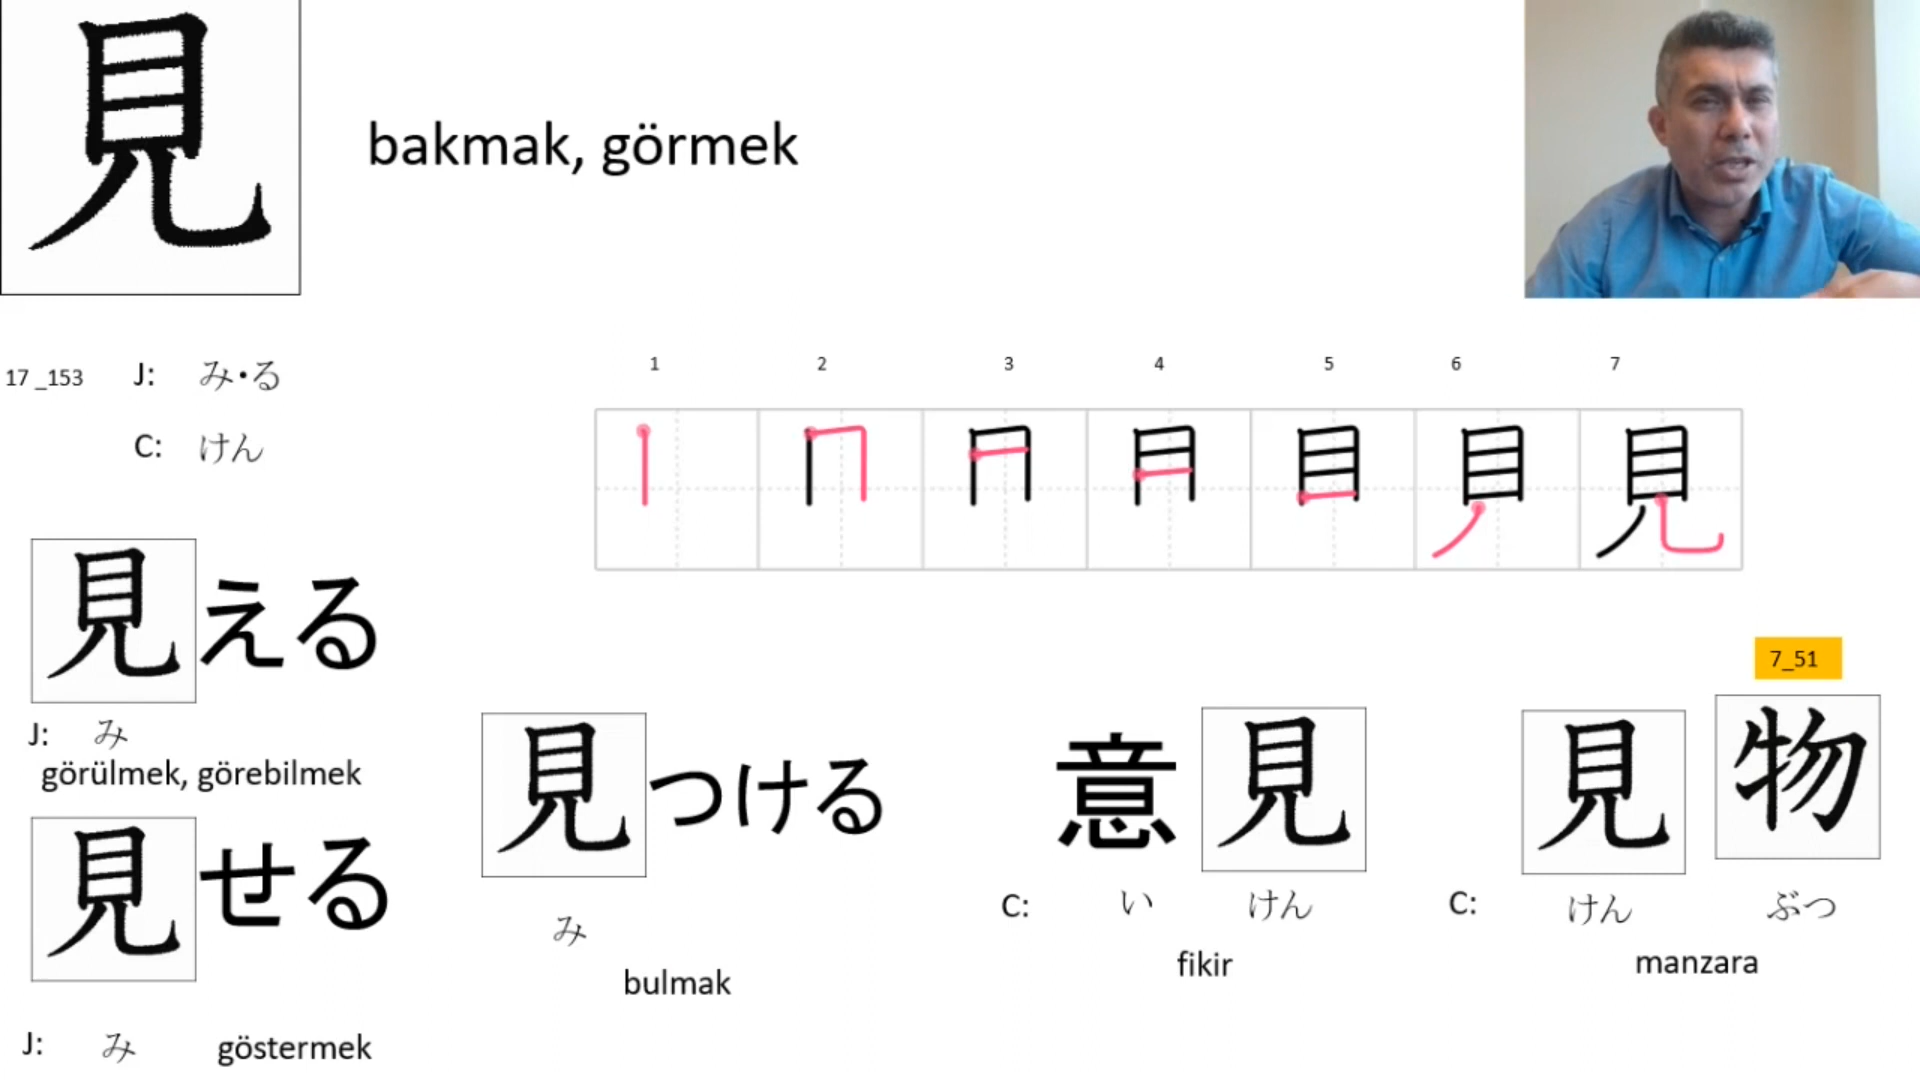 見
bakmak, görmek
17_153 J: み・る
C: けん
1 2 3 4 5 6 7
見える
J: み
görülmek, görebilmek
見せる
J: み göstermek
見つける
み
bulmak
意見
C: い けん
fikir
7_51
見物
C: けん ぶつ
manzara